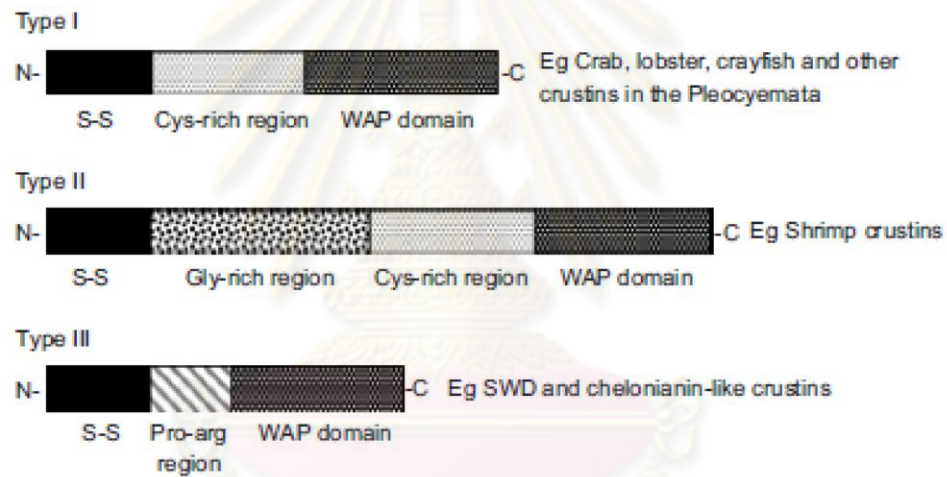 Type I
N-
-C Eg Crab, lobster, crayfish and other
crustins in the Pleocyemata
S-S Cys-rich region WAP domain
Type II
N-
-C Eg Shrimp crustins
S-S Gly-rich region Cys-rich region WAP domain
Type III
N-
-C Eg SWD and chelonianin-like crustins
S-S Pro-arg WAP domain
region